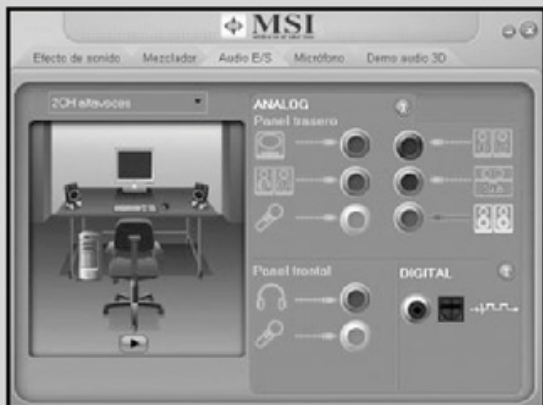 MSI
Efecto de sonido Mezclador Audio E/S Micrófono Demo audio 3D
2CH altavoces
ANALOG
Panel trasero
Panel frontal
DIGITAL